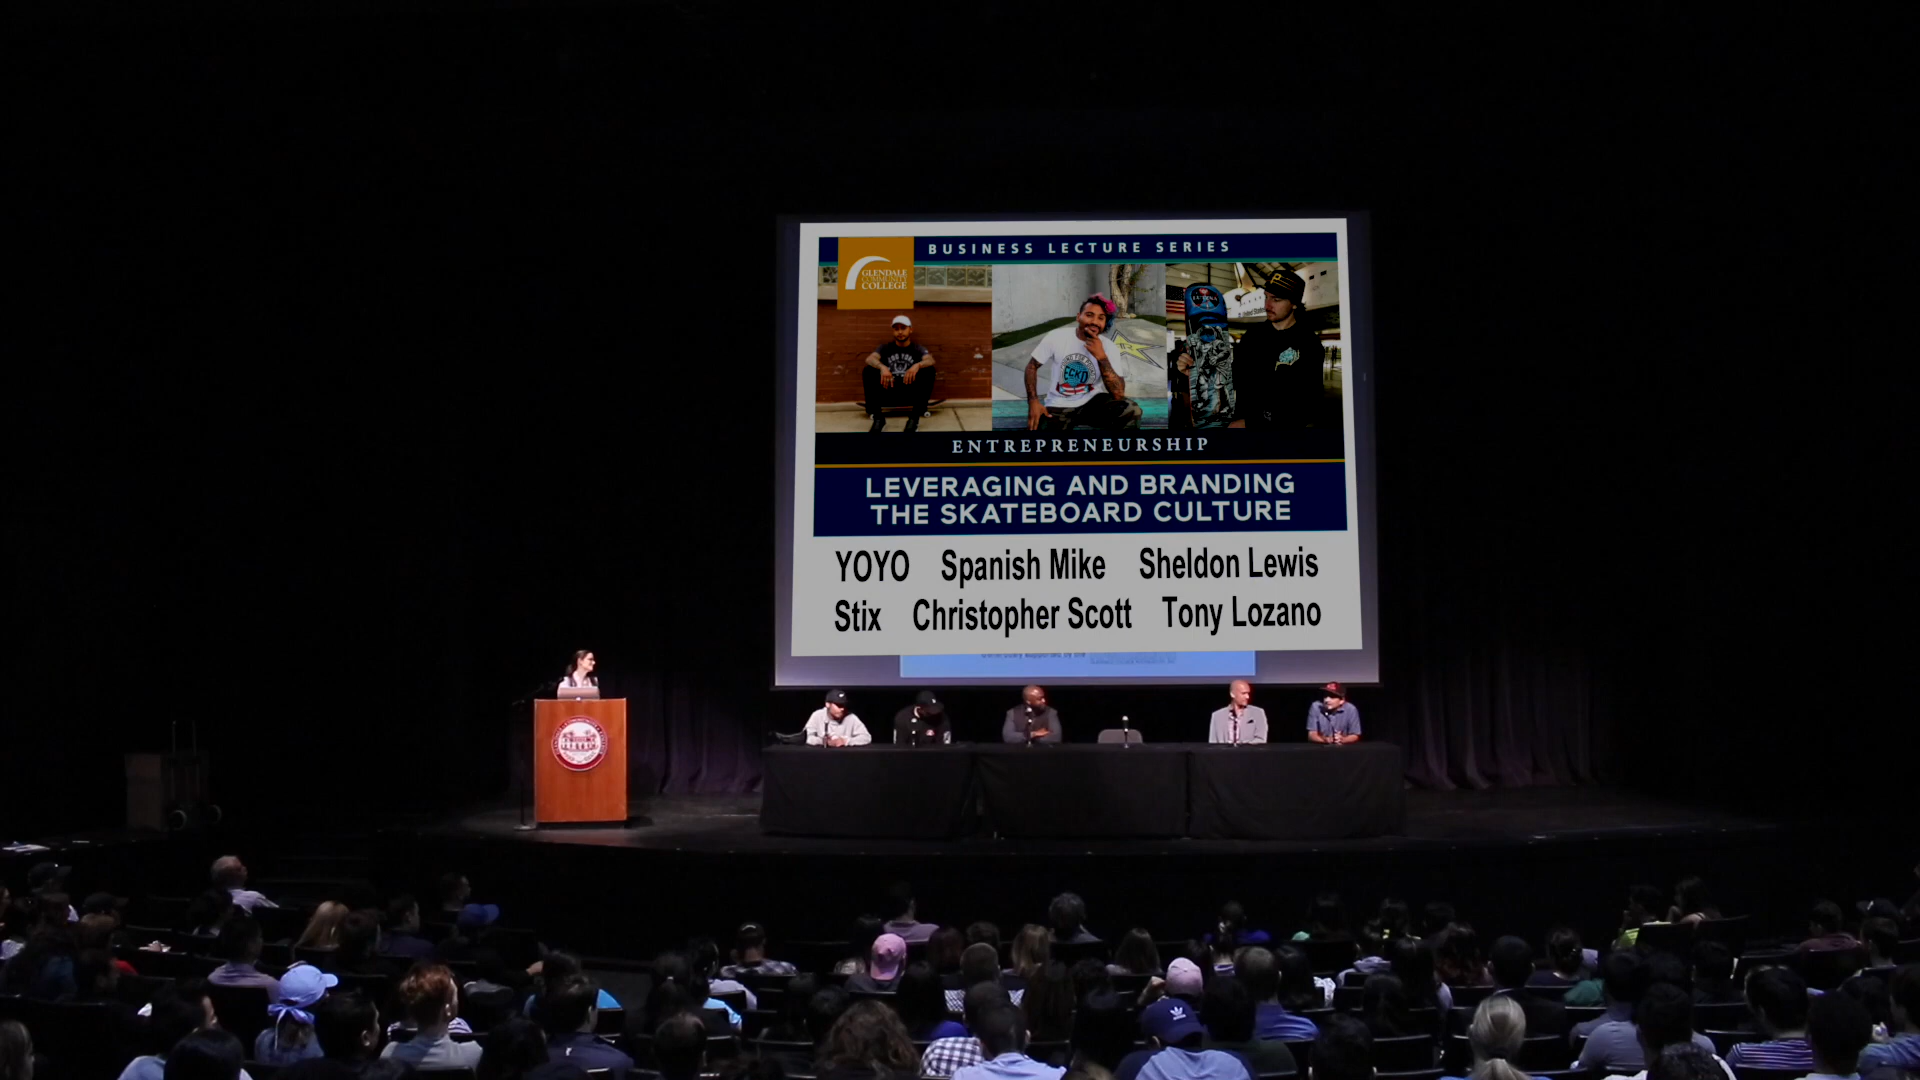 BUSINESS LECTURE SERIES
GLENDALE
COMMUNITY
COLLEGE
ECKO
ENTREPRENEURSHIP
LEVERAGING AND BRANDING
THE SKATEBOARD CULTURE
YOYO Spanish Mike Sheldon Lewis
Stix Christopher Scott Tony Lozano